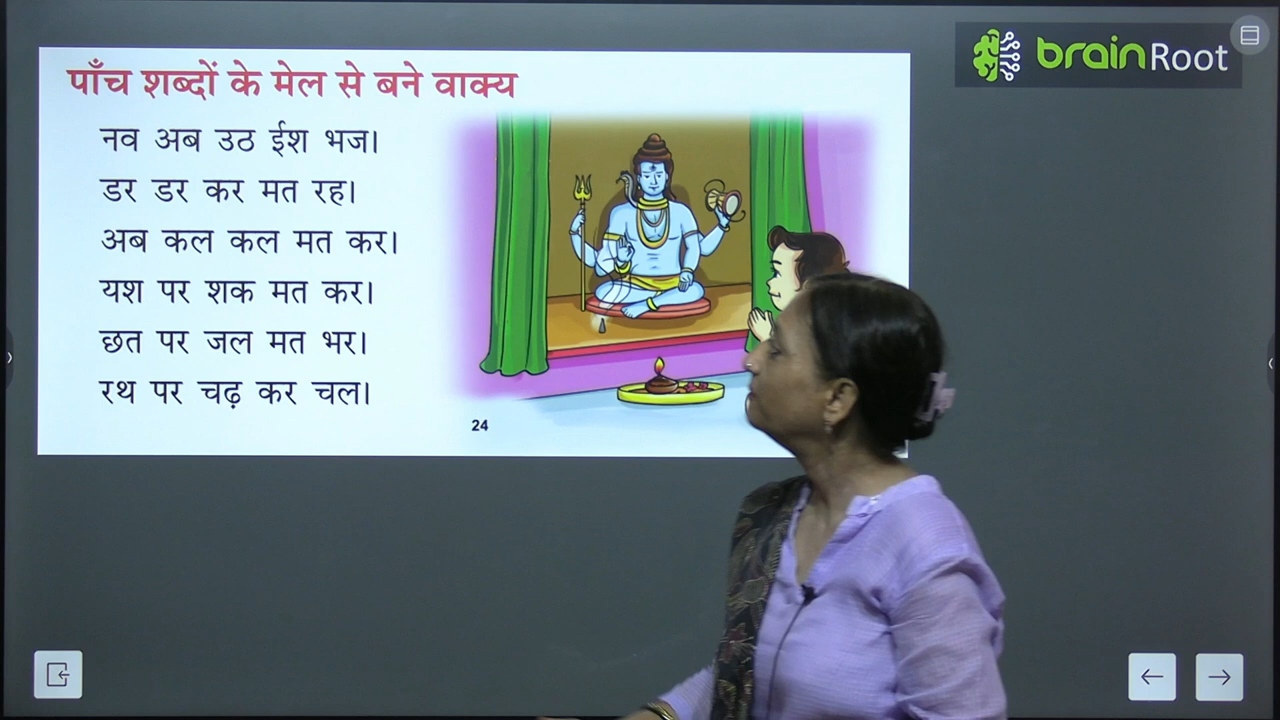 brainRoot
पाँच शब्दों के मेल से बने वाक्य
नव अब उठ ईश भज।
डर डर कर मत रह।
अब कल कल मत कर।
यश पर शक मत कर।
छत पर जल मत भर।
रथ पर चढ़ कर चल।
24